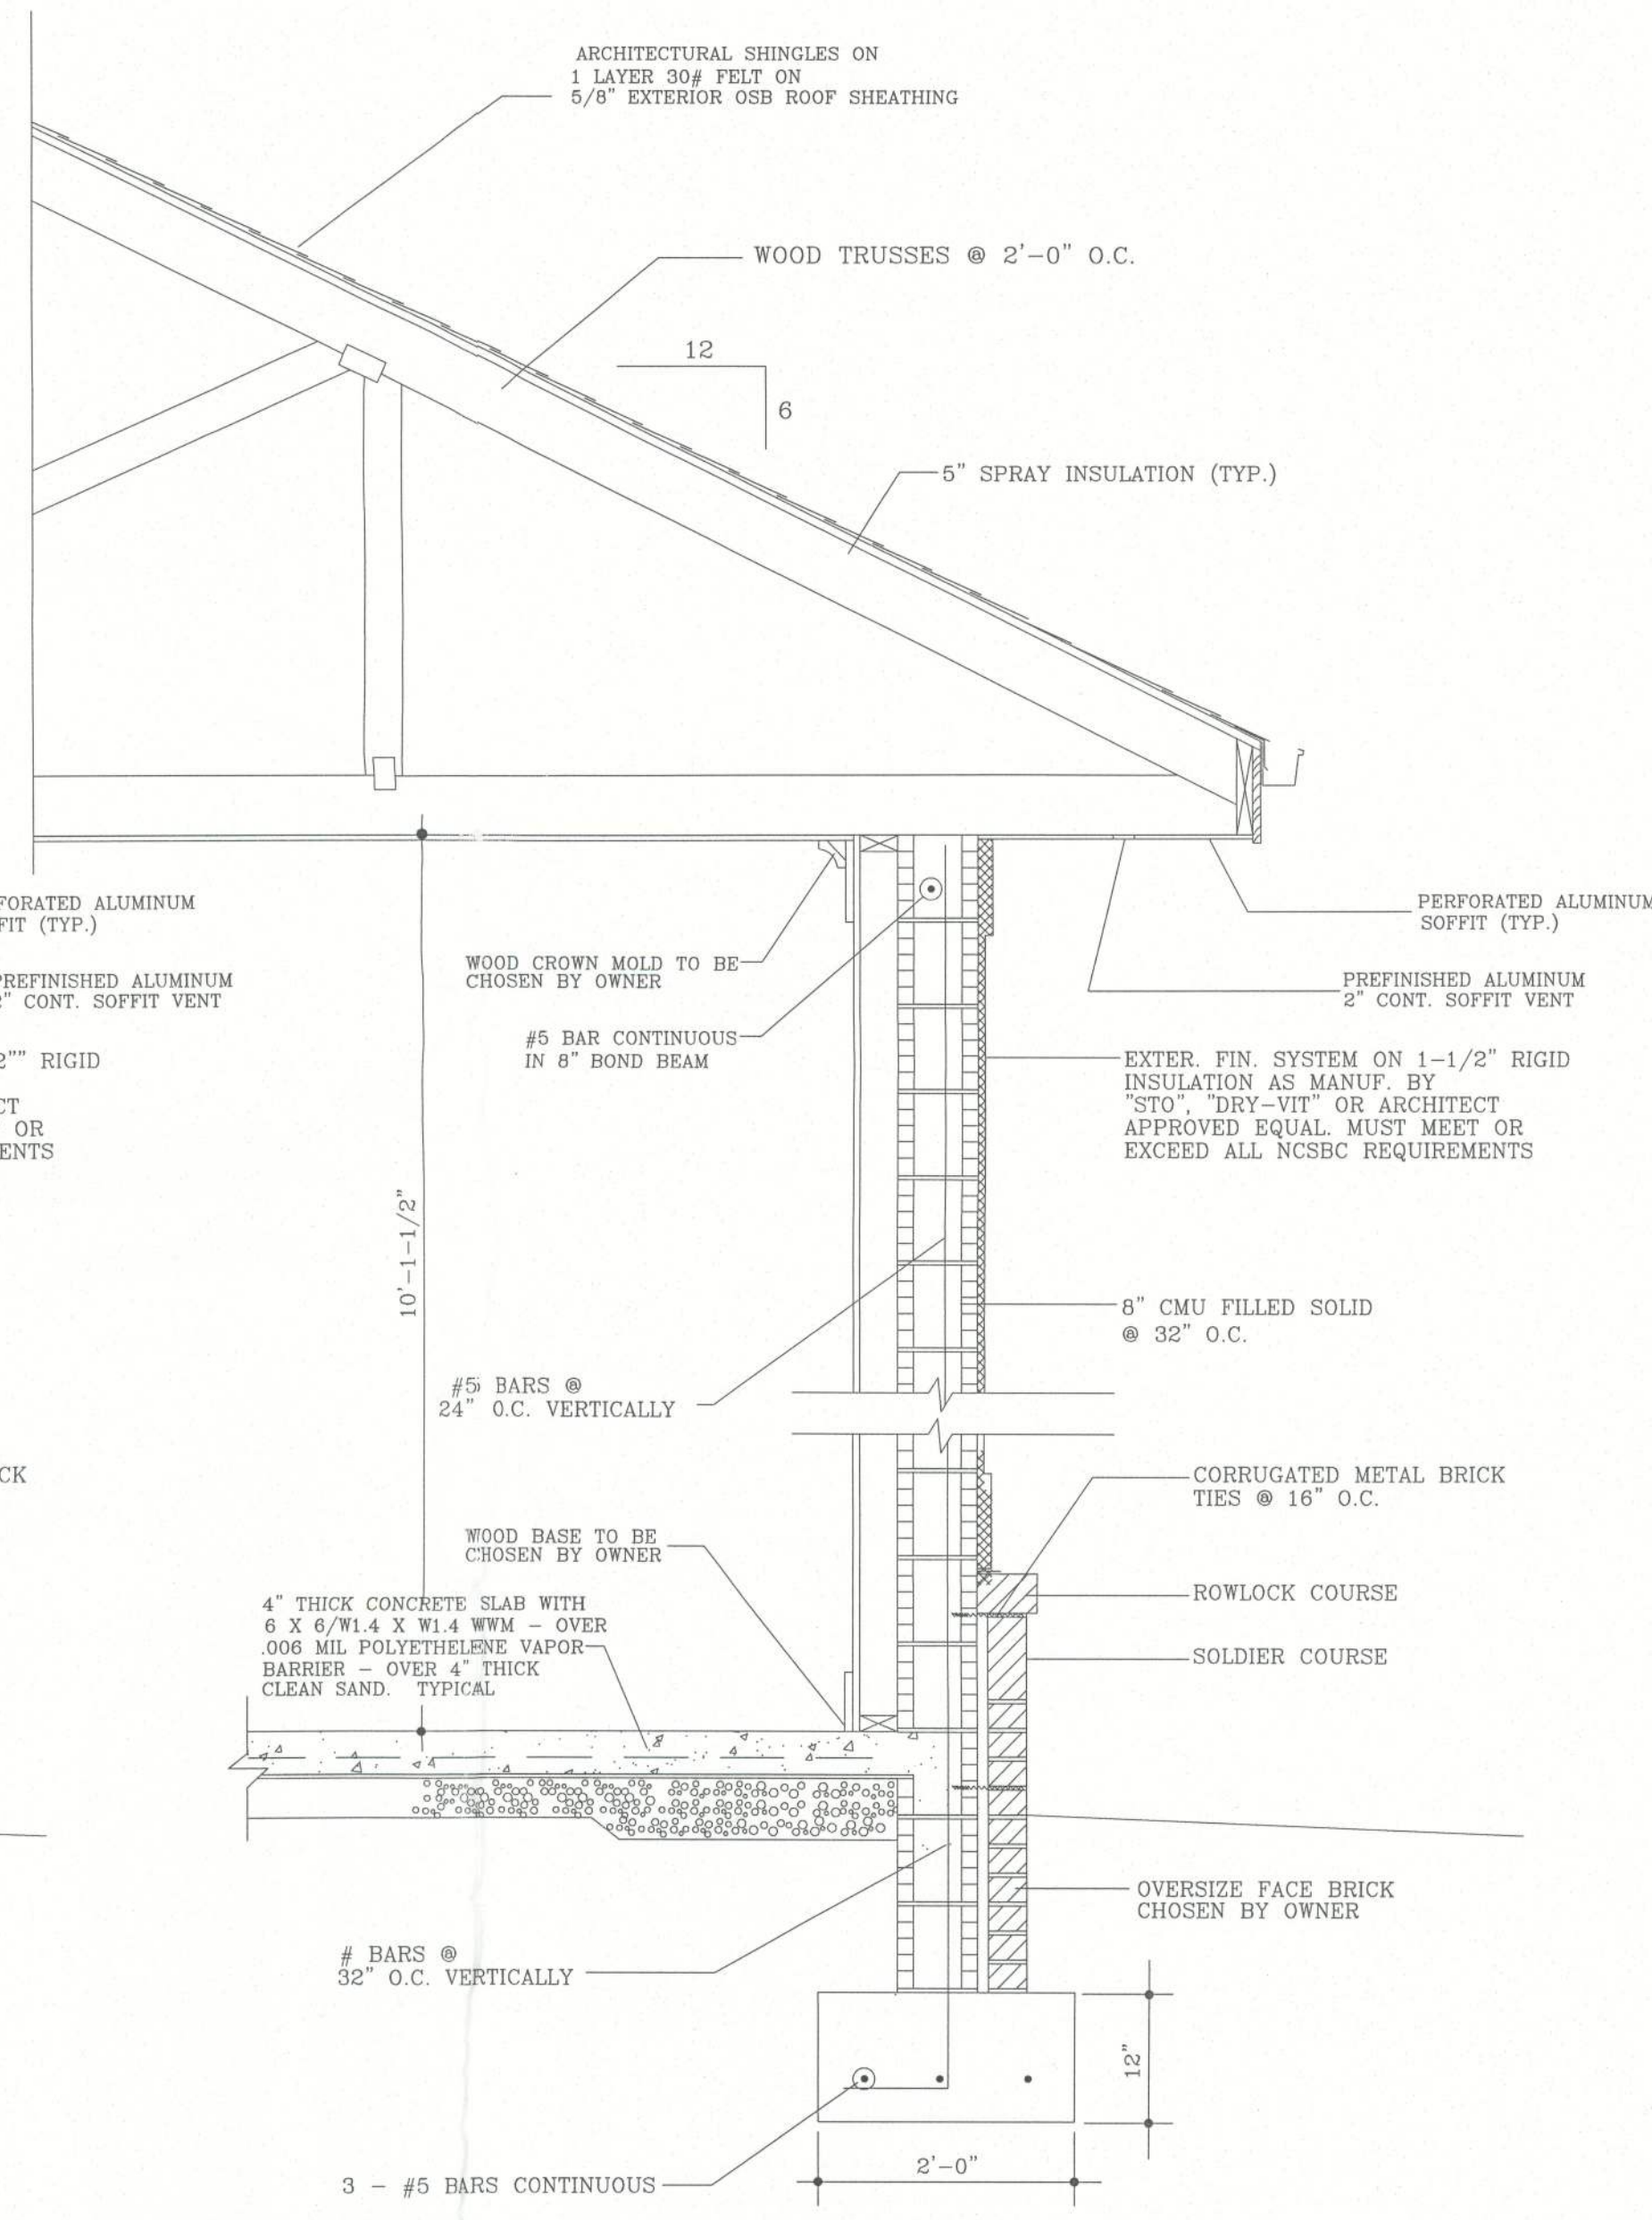 ARCHITECTURAL SHINGLES ON
1 LAYER 30# FELT ON
5/8" EXTERIOR OSB ROOF SHEATHING
WOOD TRUSSES @ 2'-0" O.C.
12
6
5" SPRAY INSULATION (TYP.)
FORATED ALUMINUM
FIT (TYP.)
PREFINISHED ALUMINUM
2" CONT. SOFFIT VENT
2"" RIGID
CT
OR
ENTS
CK
WOOD CROWN MOLD TO BE
CHOSEN BY OWNER
#5 BAR CONTINUOUS
IN 8" BOND BEAM
PERFORATED ALUMINUM
SOFFIT (TYP.)
PREFINISHED ALUMINUM
2" CONT. SOFFIT VENT
EXTER. FIN. SYSTEM ON 1-1/2" RIGID
INSULATION AS MANUF. BY
"STO", "DRY-VIT" OR ARCHITECT
APPROVED EQUAL. MUST MEET OR
EXCEED ALL NCSBC REQUIREMENTS
10'-1-1/2"
8" CMU FILLED SOLID
@ 32" O.C.
#5 BARS @
24" O.C. VERTICALLY
CORRUGATED METAL BRICK
TIES @ 16" O.C.
WOOD BASE TO BE
CHOSEN BY OWNER
ROWLOCK COURSE
4" THICK CONCRETE SLAB WITH
6 X 6/W1.4 X W1.4 WWM - OVER
.006 MIL POLYETHELENE VAPOR
BARRIER - OVER 4" THICK
CLEAN SAND. TYPICAL
SOLDIER COURSE
OVERSIZE FACE BRICK
CHOSEN BY OWNER
# BARS @
32" O.C. VERTICALLY
12"
2'-0"
3 - #5 BARS CONTINUOUS